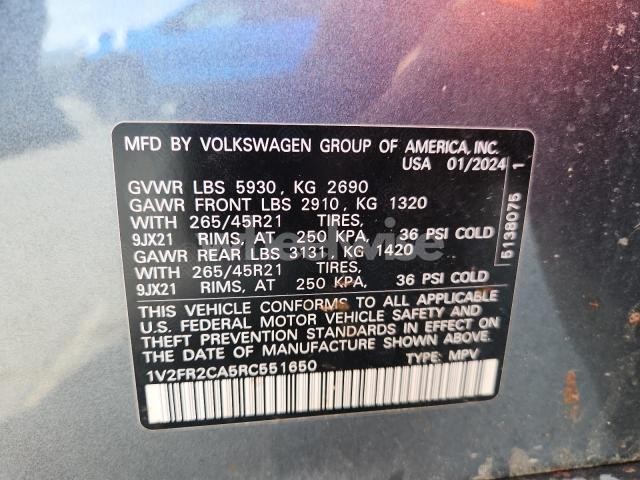 MFD BY VOLKSWAGEN GROUP OF AMERICA, INC.
USA 01/2024
GVWR LBS 5930, KG 2690
GAWR FRONT LBS 2910, KG 1320
WITH 265/45R21 TIRES,
9JX21 RIMS, AT 250 KPA, 36 PSI COLD
GAWR REAR LBS 3131, KG 1420
WITH 265/45R21 TIRES,
9JX21 RIMS, AT 250 KPA, 36 PSI COLD
THIS VEHICLE CONFORMS TO ALL APPLICABLE
U.S. FEDERAL MOTOR VEHICLE SAFETY AND
THEFT PREVENTION STANDARDS IN EFFECT ON
THE DATE OF MANUFACTURE SHOWN ABOVE.
1V2FR2CA5RC551650 TYPE: MPV
5138075 1